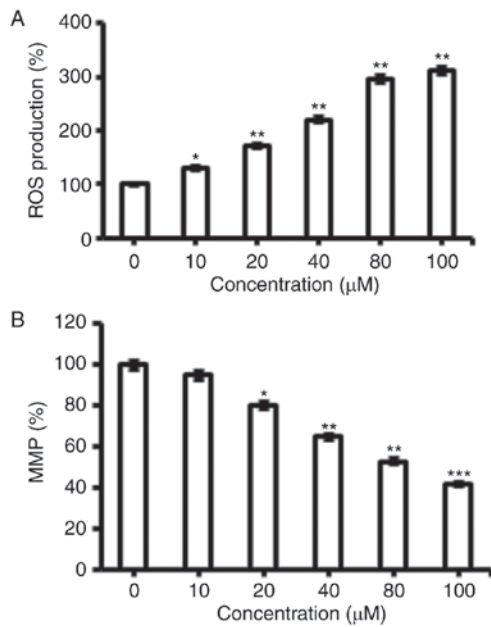 A
ROS production (%)
400
300
200
100
0
*
**
**
**
**
0 10 20 40 80 100
Concentration (μM)
B
MMP (%)
120
100
80
60
40
20
0
*
**
**
***
0 10 20 40 80 100
Concentration (μM)